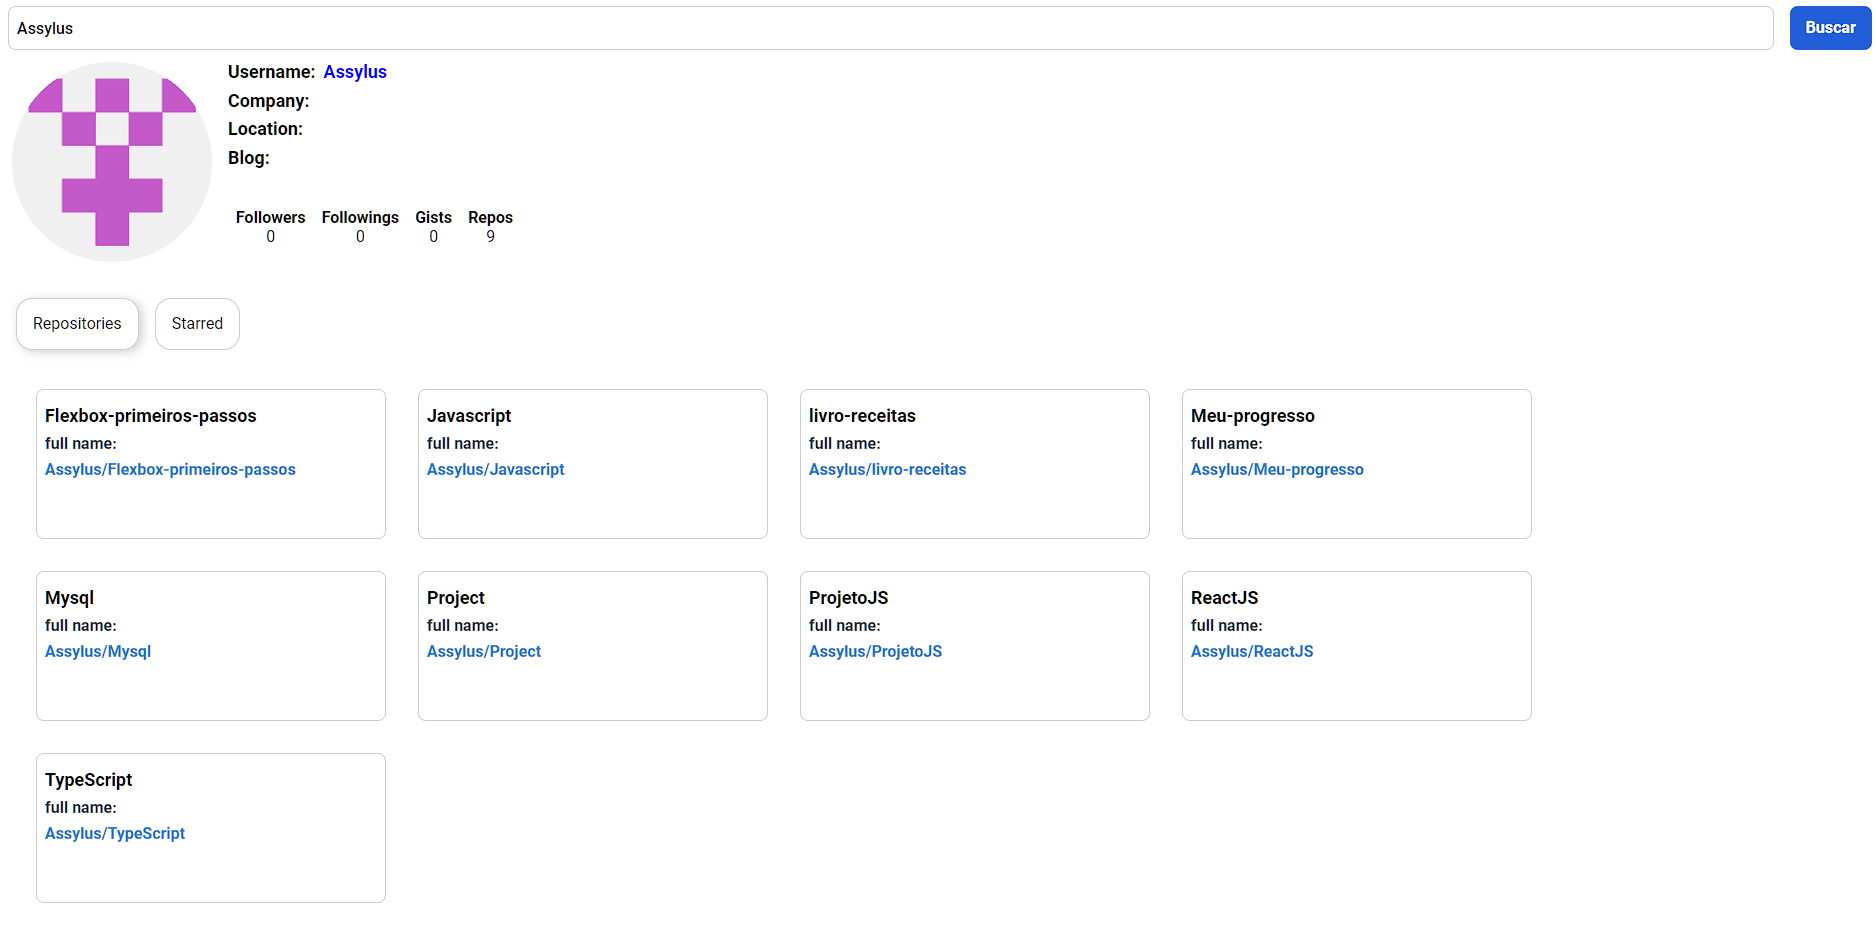 Assylus
Buscar
Username: Assylus
Company:
Location:
Blog:
Followers Followings Gists Repos
0 0 0 9
Repositories Starred
Flexbox-primeiros-passos
full name:
Assylus/Flexbox-primeiros-passos
Javascript
full name:
Assylus/Javascript
livro-receitas
full name:
Assylus/livro-receitas
Meu-progresso
full name:
Assylus/Meu-progresso
Mysql
full name:
Assylus/Mysql
Project
full name:
Assylus/Project
ProjetoJS
full name:
Assylus/ProjetoJS
ReactJS
full name:
Assylus/ReactJS
TypeScript
full name:
Assylus/TypeScript